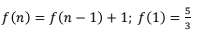 f(n) = f(n − 1) + 1; f(1) = 5/3